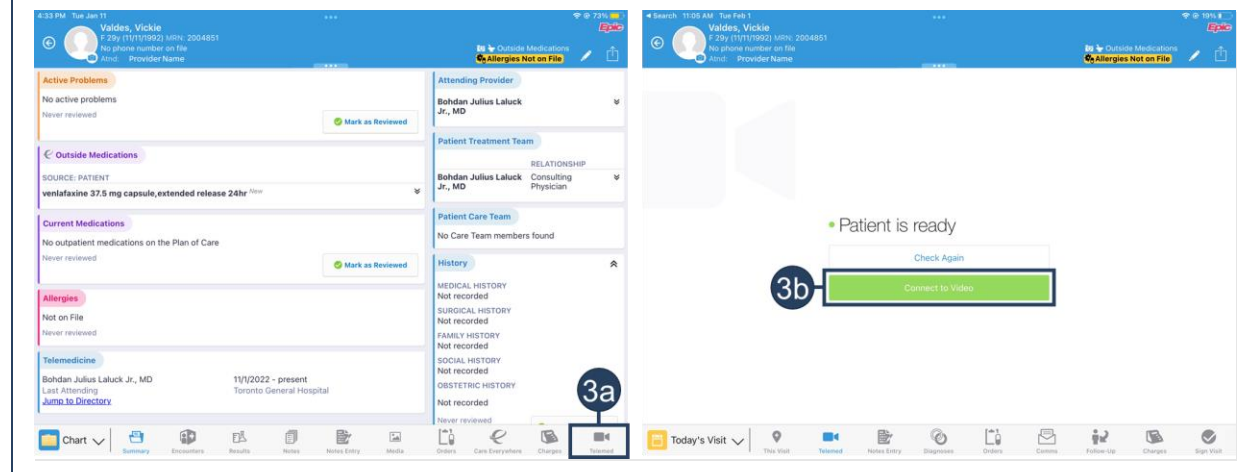 4:33 PM Tue Jan 11
73%
Valdes, Vickie
F 29y (11/11/1992) MRN: 2004851
No phone number on file
Atnd: Provider Name
Epic
Outside Medications
Allergies Not on File
Active Problems
No active problems
Never reviewed
Mark as Reviewed
Outside Medications
SOURCE: PATIENT
venlafaxine 37.5 mg capsule,extended release 24hr New
Current Medications
No outpatient medications on the Plan of Care
Never reviewed
Mark as Reviewed
Allergies
Not on File
Never reviewed
Telemedicine
Bohdan Julius Laluck Jr., MD
Last Attending
Jump to Directory
11/1/2022 - present
Toronto General Hospital
Attending Provider
Bohdan Julius Laluck
Jr., MD
Patient Treatment Team
RELATIONSHIP
Bohdan Julius Laluck Consulting
Jr., MD Physician
Patient Care Team
No Care Team members found
History
MEDICAL HISTORY
Not recorded
SURGICAL HISTORY
Not recorded
FAMILY HISTORY
Not recorded
SOCIAL HISTORY
Not recorded
OBSTETRIC HISTORY
Not recorded
Never reviewed
3a
Chart
Summary
Encounters
Results
Notes
Notes Entry
Media
Orders
Care Everywhere
Charges
Telemed
Search 11:05 AM Tue Feb 1
19%
Valdes, Vickie
F 29y (11/11/1992) MRN: 2004851
No phone number on file
Atnd: Provider Name
Epic
Outside Medications
Allergies Not on File
Patient is ready
Check Again
3b
Connect to Video
Today's Visit
This Visit
Telemed
Notes Entry
Diagnoses
Orders
Comms
Follow-Up
Charges
Sign Visit